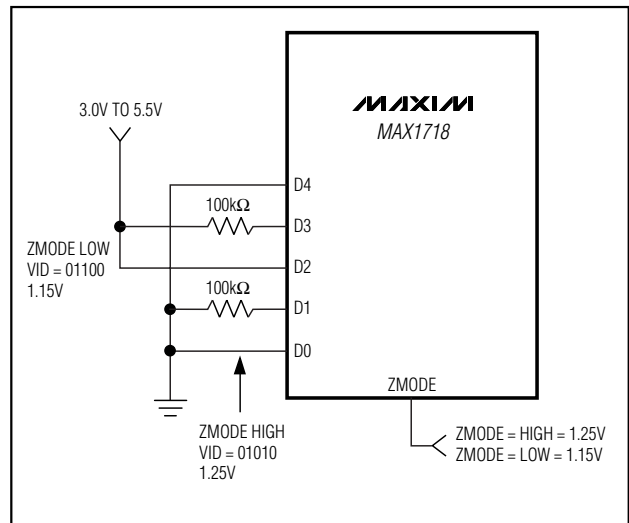 MAXIM
MAX1718
3.0V TO 5.5V
D4
100kΩ
D3
ZMODE LOW
VID = 01100
1.15V
D2
100kΩ
D1
D0
ZMODE
ZMODE HIGH
VID = 01010
1.25V
ZMODE = HIGH = 1.25V
ZMODE = LOW = 1.15V